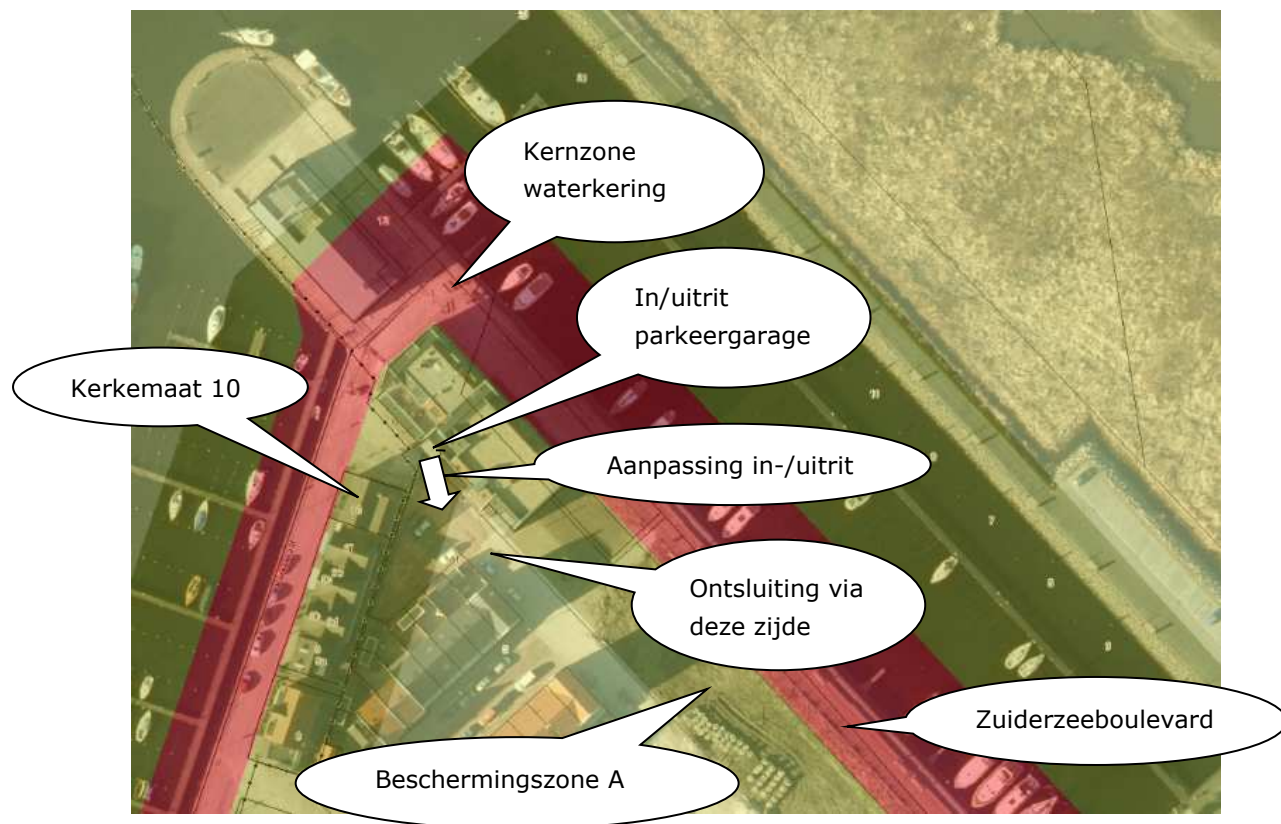 Kernzone
waterkering
In/uitrit
parkeergarage
Kerkemaat 10
Aanpassing in-/uitrit
Ontsluiting via
deze zijde
Zuiderzeeboulevard
Beschermingszone A